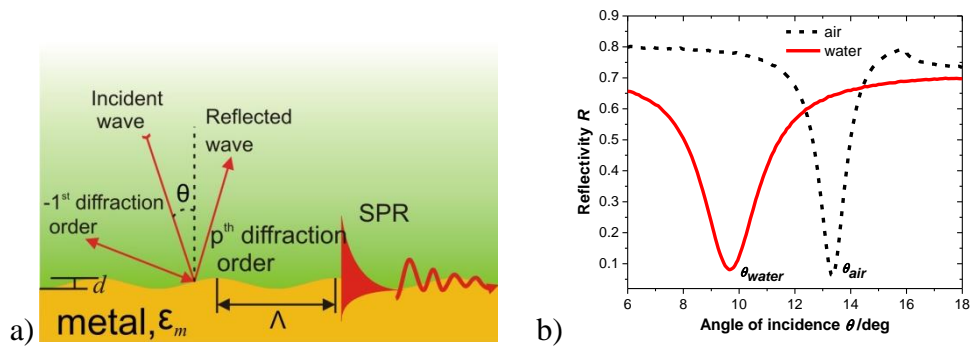 Incident
wave
Reflected
wave
θ
-1st diffraction
order
pth diffraction
order
SPR
d
Λ
metal,εm
a)
air
water
0.9
0.8
0.7
0.6
0.5
0.4
0.3
0.2
0.1
Reflectivity R
θwater
θair
6 8 10 12 14 16 18
Angle of incidence θ/deg
b)